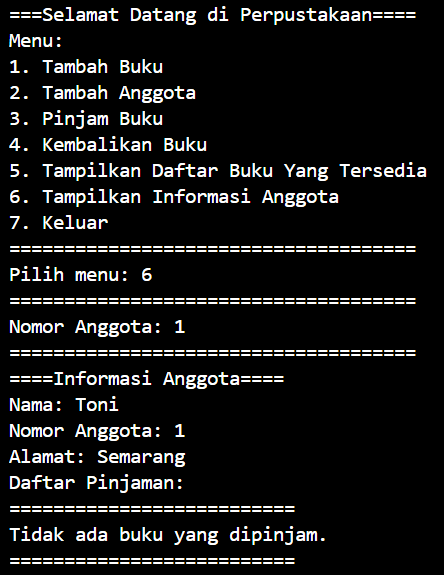 ===Selamat Datang di Perpustakaan====
Menu:
1. Tambah Buku
2. Tambah Anggota
3. Pinjam Buku
4. Kembalikan Buku
5. Tampilkan Daftar Buku Yang Tersedia
6. Tampilkan Informasi Anggota
7. Keluar
=====================================
Pilih menu: 6
=====================================
Nomor Anggota: 1
=====================================
====Informasi Anggota====
Nama: Toni
Nomor Anggota: 1
Alamat: Semarang
Daftar Pinjaman:
==========================
Tidak ada buku yang dipinjam.
==========================